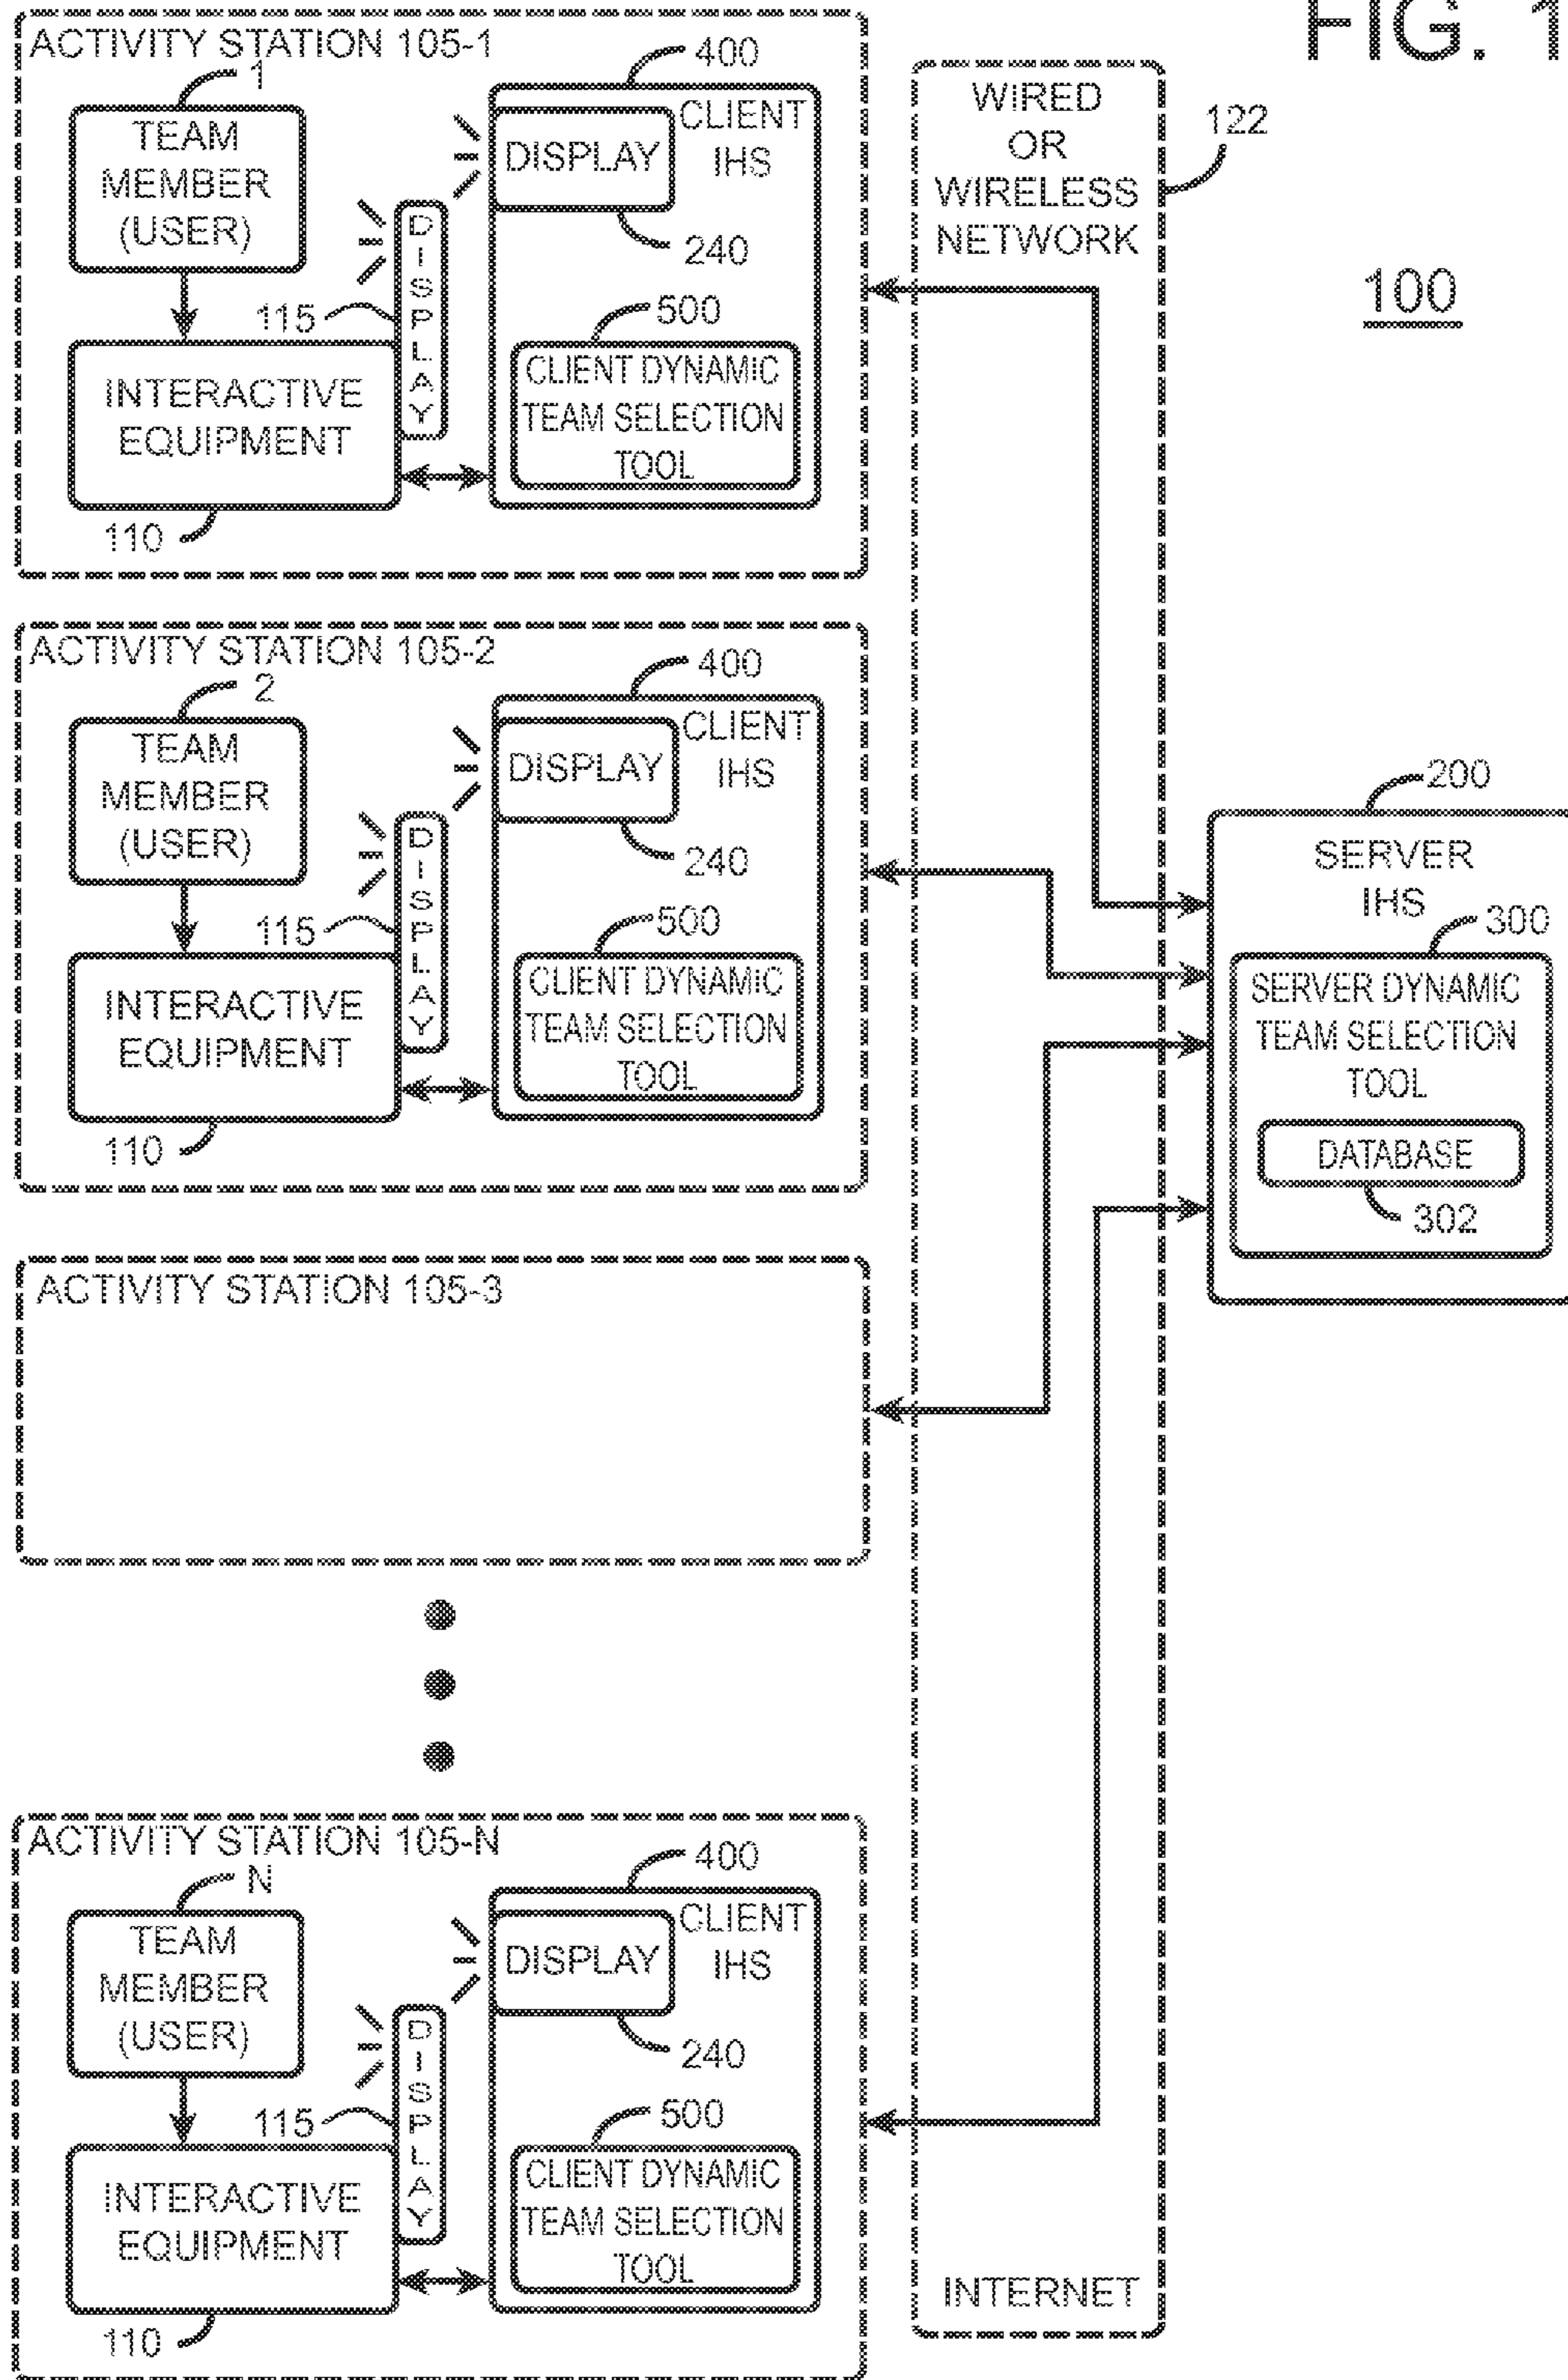 FIG. 1
100
ACTIVITY STATION 105-1
1
TEAM
MEMBER
(USER)
INTERACTIVE
EQUIPMENT
110
115
DISPLAY
400
CLIENT
IHS
DISPLAY
240
500
CLIENT DYNAMIC
TEAM SELECTION
TOOL
ACTIVITY STATION 105-2
2
TEAM
MEMBER
(USER)
INTERACTIVE
EQUIPMENT
110
115
DISPLAY
400
CLIENT
IHS
DISPLAY
240
500
CLIENT DYNAMIC
TEAM SELECTION
TOOL
ACTIVITY STATION 105-3
ACTIVITY STATION 105-N
N
TEAM
MEMBER
(USER)
INTERACTIVE
EQUIPMENT
110
115
DISPLAY
400
CLIENT
IHS
DISPLAY
240
500
CLIENT DYNAMIC
TEAM SELECTION
TOOL
WIRED
OR
WIRELESS
NETWORK
122
INTERNET
200
SERVER
IHS
300
SERVER DYNAMIC
TEAM SELECTION
TOOL
DATABASE
302